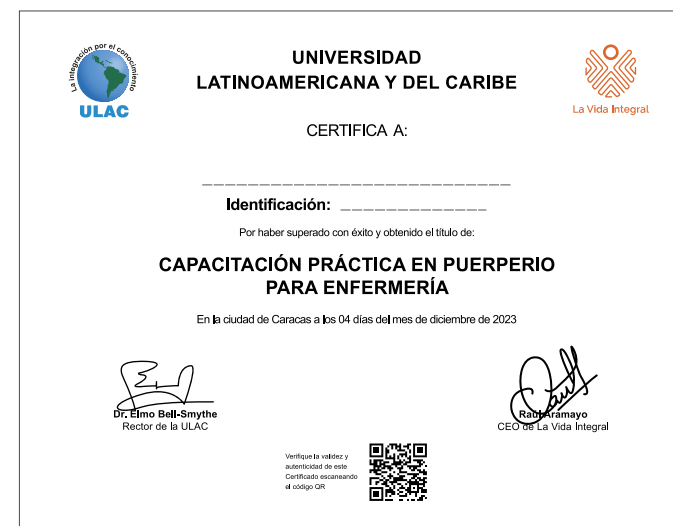 La integración por el conocimiento
ULAC
UNIVERSIDAD
LATINOAMERICANA Y DEL CARIBE
La Vida Integral
CERTIFICA A:
____________________________
Identificación: _____________
Por haber superado con éxito y obtenido el título de:
CAPACITACIÓN PRÁCTICA EN PUERPERIO
PARA ENFERMERÍA
En la ciudad de Caracas a los 04 días del mes de diciembre de 2023
Dr. Elmo Bell-Smythe
Rector de la ULAC
Raúl Aramayo
CEO de La Vida Integral
Verifique la validez y
autenticidad de este
Certificado escaneando
el código QR